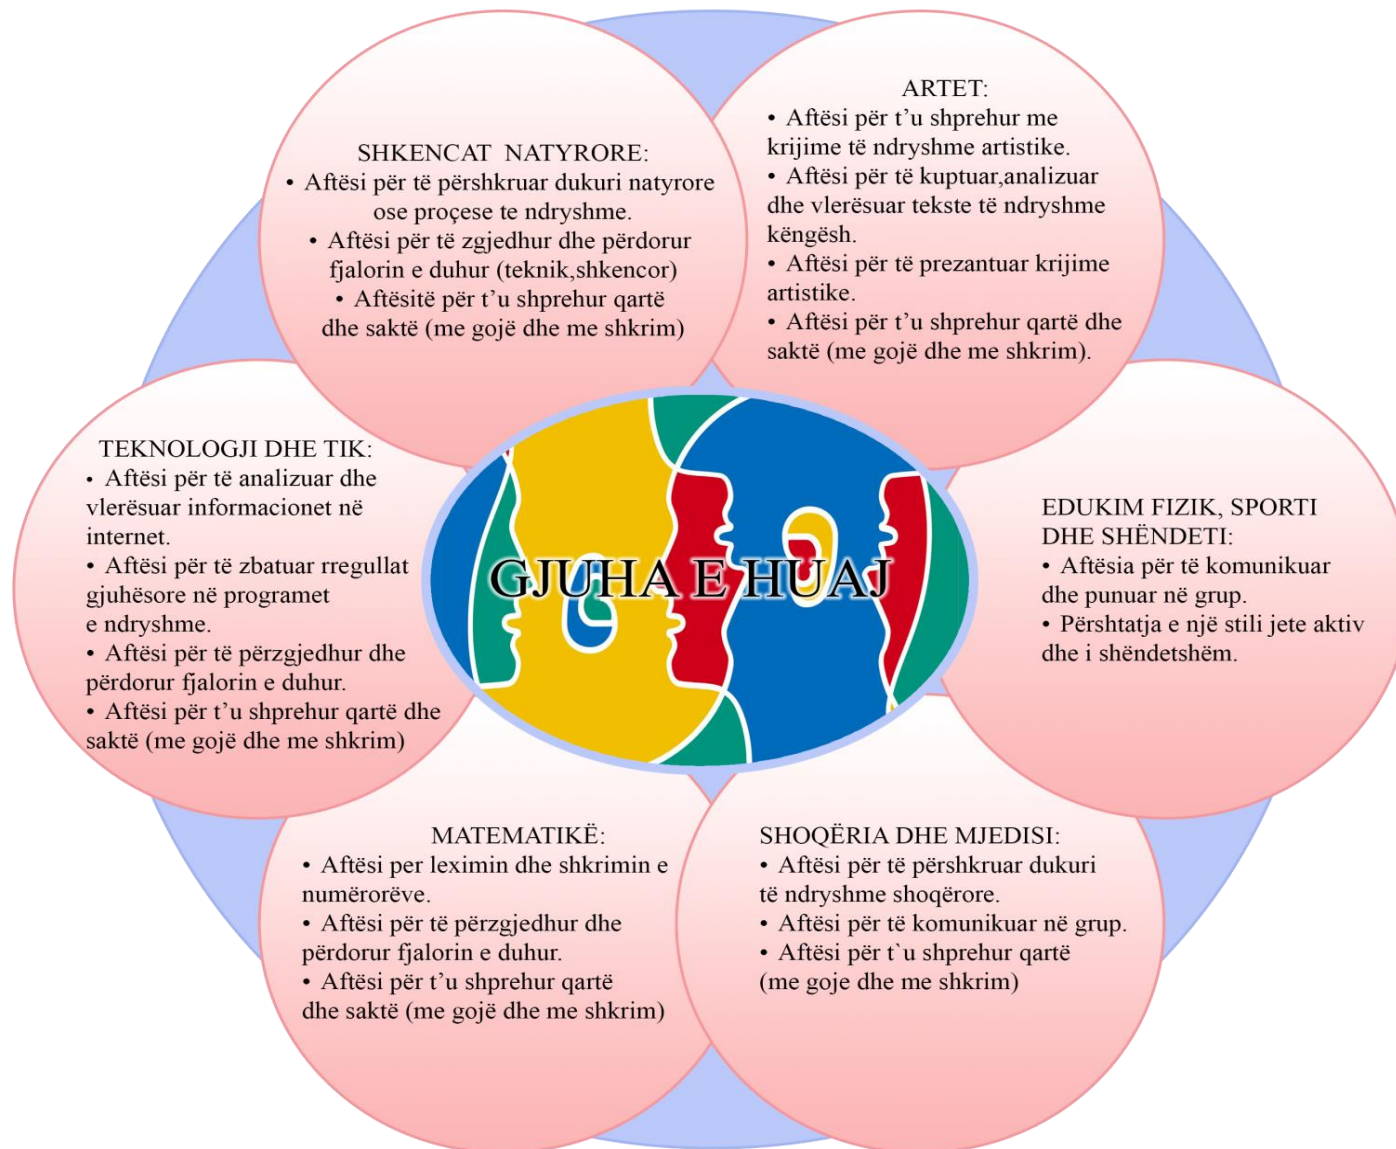 SHKENCAT NATYRORE:
• Aftësi për të përshkruar dukuri natyrore
ose proçese te ndryshme.
• Aftësi për të zgjedhur dhe përdorur
fjalorin e duhur (teknik,shkencor)
• Aftësitë për t’u shprehur qartë
dhe saktë (me gojë dhe me shkrim)
ARTET:
• Aftësi për t’u shprehur me
krijime të ndryshme artistike.
• Aftësi për të kuptuar,analizuar
dhe vlerësuar tekste të ndryshme
këngësh.
• Aftësi për të prezantuar krijime
artistike.
• Aftësi për t’u shprehur qartë dhe
saktë (me gojë dhe me shkrim).
TEKNOLOGJI DHE TIK:
• Aftësi për të analizuar dhe
vlerësuar informacionet në
internet.
• Aftësi për të zbatuar rregullat
gjuhësore në programet
e ndryshme.
• Aftësi për të përzgjedhur dhe
përdorur fjalorin e duhur.
• Aftësi për t’u shprehur qartë dhe
saktë (me gojë dhe me shkrim)
GJUHA E HUAJ
EDUKIM FIZIK, SPORTI
DHE SHËNDETI:
• Aftësia për të komunikuar
dhe punuar në grup.
• Përshtatja e një stili jete aktiv
dhe i shëndetshëm.
MATEMATIKË:
• Aftësi per leximin dhe shkrimin e
numërorëve.
• Aftësi për të përzgjedhur dhe
përdorur fjalorin e duhur.
• Aftësi për t’u shprehur qartë
dhe saktë (me gojë dhe me shkrim)
SHOQËRIA DHE MJEDISI:
• Aftësi për të përshkruar dukuri
të ndryshme shoqërore.
• Aftësi për të komunikuar në grup.
• Aftësi për t`u shprehur qartë
(me goje dhe me shkrim)